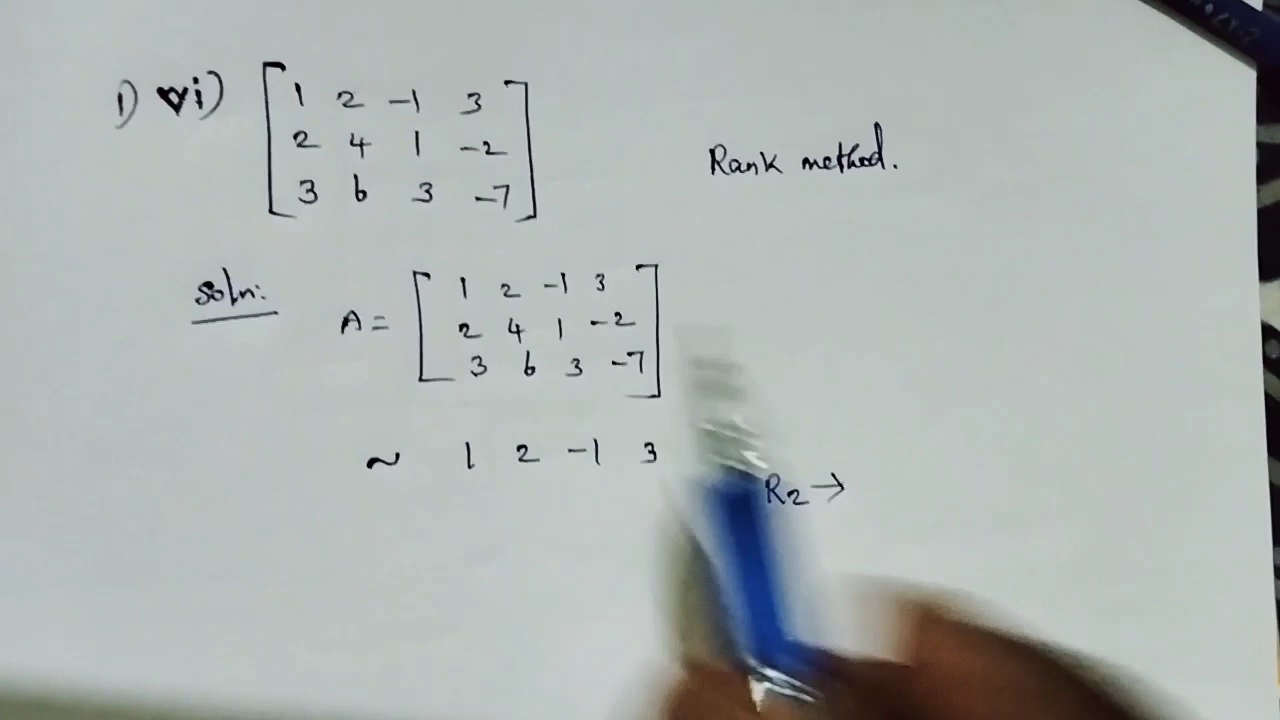 1) vi) [ 1 2 -1 3
2 4 1 -2
3 6 3 -7 ]
Rank method.
Soln: A = [ 1 2 -1 3
2 4 1 -2
3 6 3 -7 ]
~ 1 2 -1 3
R2 →